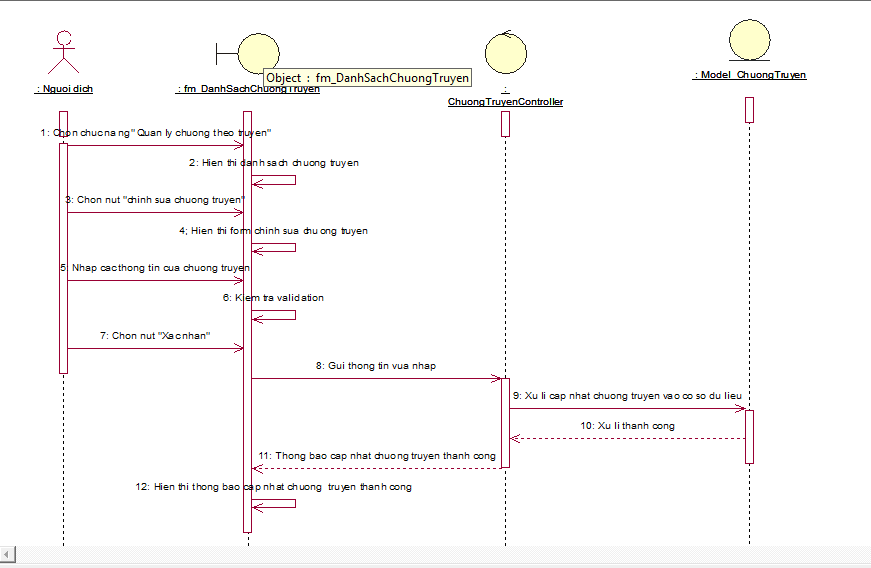 Object : fm_DanhSachChuongTruyen
: Nguoi dich
: fm_DanhSachChuongTruyen
:
ChuongTruyenController
: Model_ChuongTruyen
1: Chon chuc nang" Quan ly chuong theo truyen"
2: Hien thi danh sach chuong truyen
3: Chon nut "chinh sua chuong truyen"
4; Hien thi form chinh sua chuong truyen
5: Nhap cac thong tin cua chuong truyen
6: Kiem tra validation
7: Chon nut "Xac nhan"
8: Gui thong tin vua nhap
9: Xu li cap nhat chuong truyen vao co so du lieu
10: Xu li thanh cong
11: Thong bao cap nhat chuong truyen thanh cong
12: Hien thi thong bao cap nhat chuong truyen thanh cong